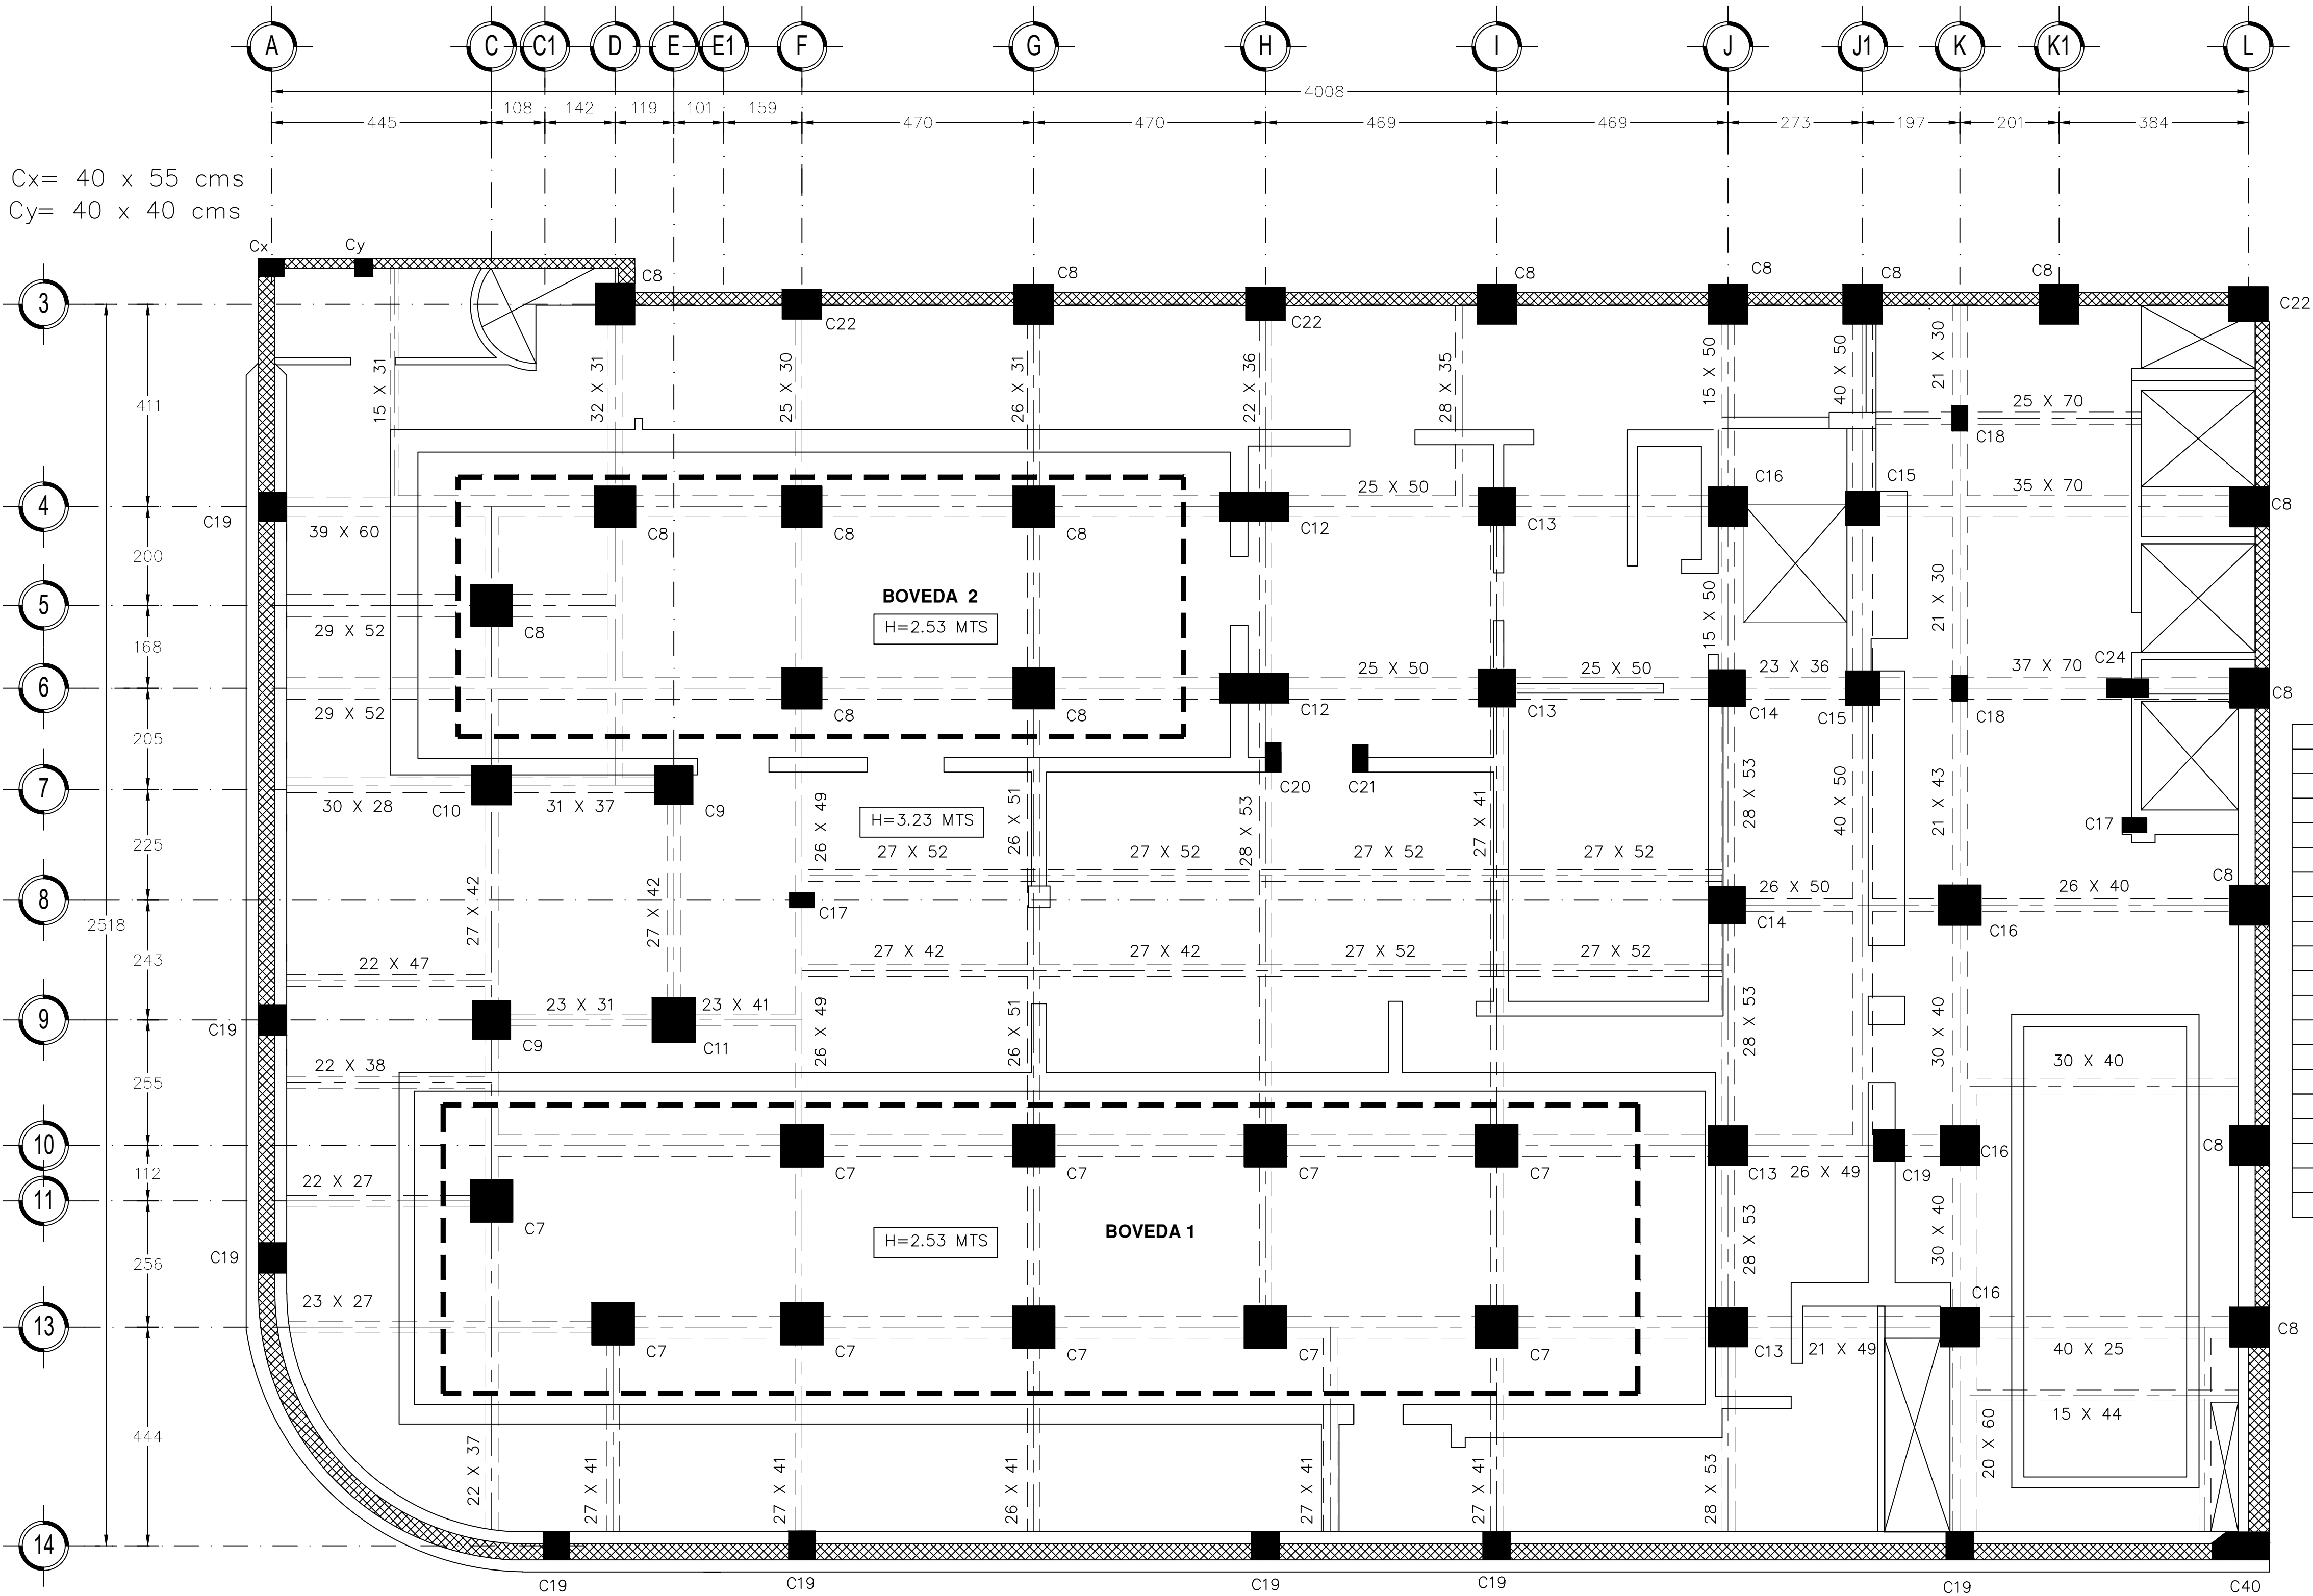 A C C1 D E E1 F G H I J J1 K K1 L
4008
108 142 119 101 159
445 470 470 469 469 273 197 201 384
Cx= 40 x 55 cms
Cy= 40 x 40 cms
Cx Cy C8 C8 C8 C8 C8 C8
3 C22 C22 C22
15 X 31 32 X 31 25 X 30 26 X 31 22 X 36 28 X 35 15 X 50 40 X 50 21 X 30
411
25 X 70
C18
C16 C15
25 X 50 35 X 70
4 C19 C8
39 X 60 C8 C8 C8 C12 C13
200
BOVEDA 2
5
H=2.53 MTS
29 X 52 C8 15 X 50 21 X 30
168
25 X 50 25 X 50 23 X 36 37 X 70 C24
6 C8
29 X 52 C8 C8 C12 C13 C14 C15 C18
205
7
30 X 28 C10 31 X 37 C9 C20 C21
H=3.23 MTS
26 X 49 26 X 51 28 X 53 27 X 41 28 X 53 40 X 50 21 X 43
C17
225
27 X 52 27 X 52 27 X 52 27 X 52
C8
27 X 42 27 X 42 26 X 50 26 X 40
8
2518
C17 C14 C16
27 X 42 27 X 42 27 X 52 27 X 52
243
22 X 47
23 X 31 23 X 41
9
C19 C9 C11 26 X 49 26 X 51 28 X 53 30 X 40
22 X 38 30 X 40
255
10 C16 C8
C7 C7 C7 C7 C13 26 X 49 C19
112
22 X 27
11
C7 BOVEDA 1
H=2.53 MTS
28 X 53 30 X 40
C19
256
C16
23 X 27
13 C8
C7 C7 C7 C7 C7 C13 21 X 49 40 X 25
15 X 44
444
22 X 37 27 X 41 27 X 41 26 X 41 27 X 41 27 X 41 28 X 53 20 X 60
14
C19 C19 C19 C19 C19 C40